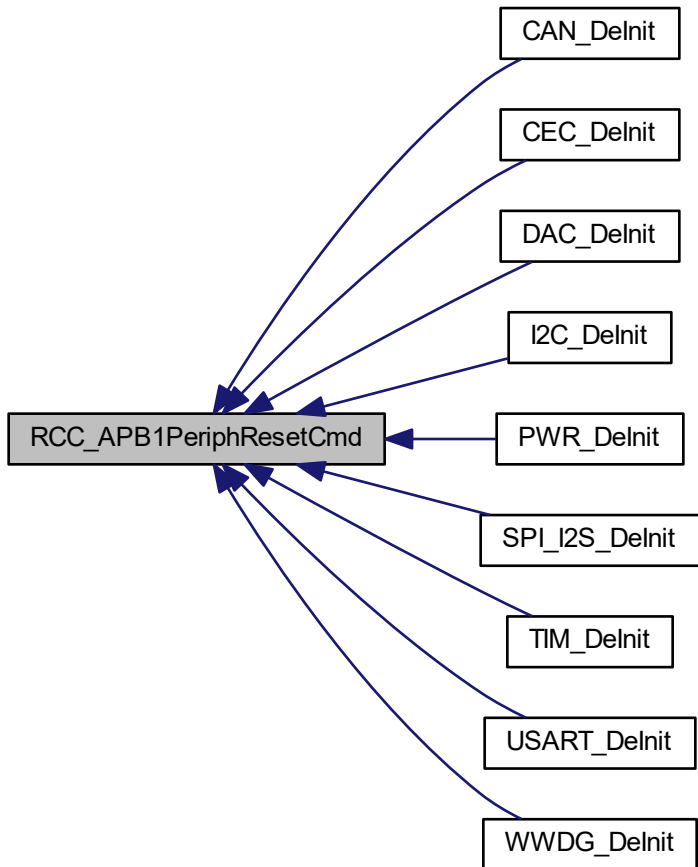 CAN_DeInit
CEC_DeInit
DAC_DeInit
I2C_DeInit
RCC_APB1PeriphResetCmd
PWR_DeInit
SPI_I2S_DeInit
TIM_DeInit
USART_DeInit
WWDG_DeInit